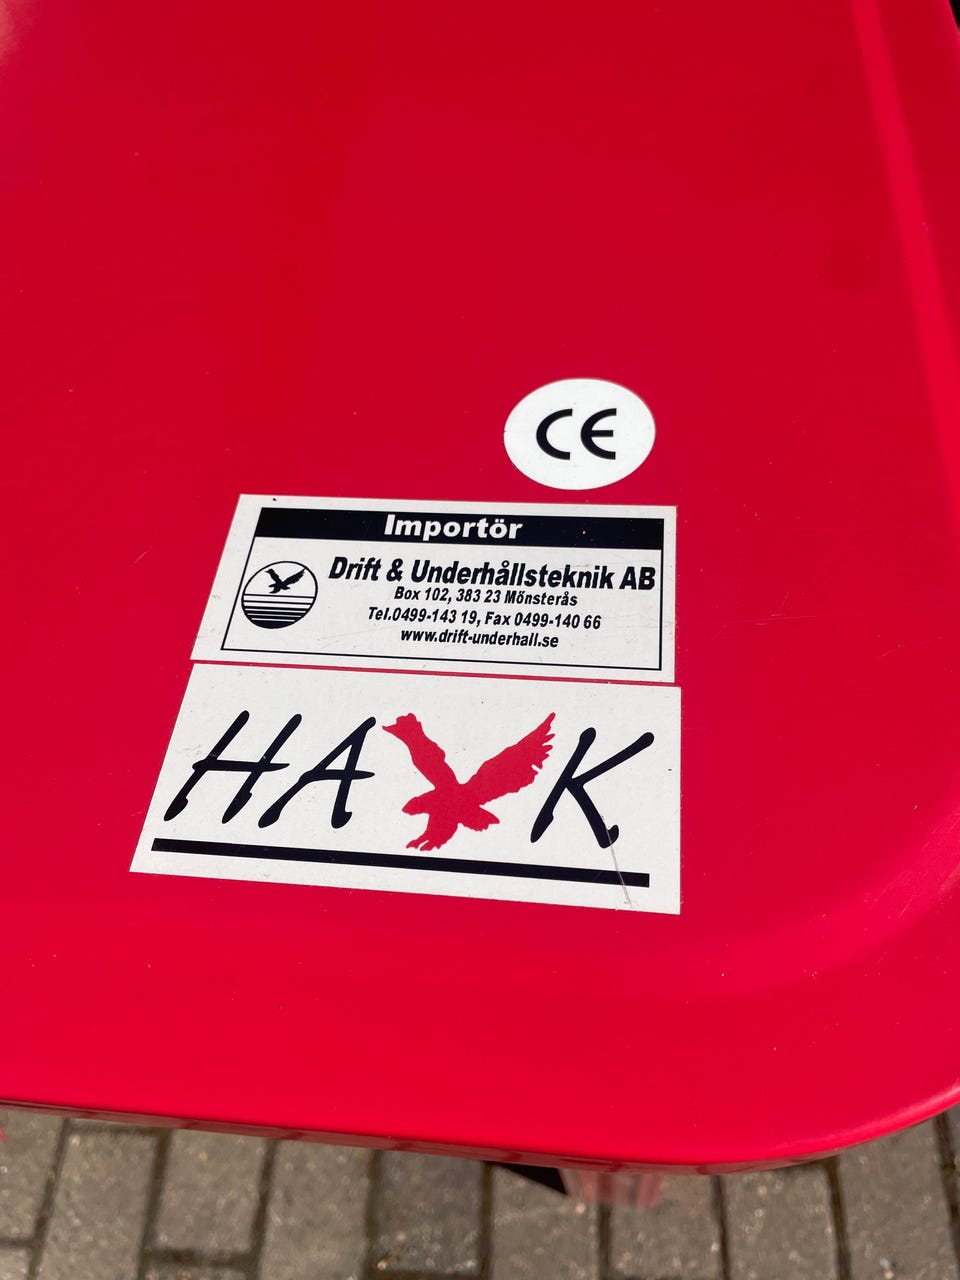 CE
Importör
Drift & Underhållsteknik AB
Box 102, 383 23 Mönsterås
Tel.0499-143 19, Fax 0499-140 66
www.drift-underhall.se
HAWK